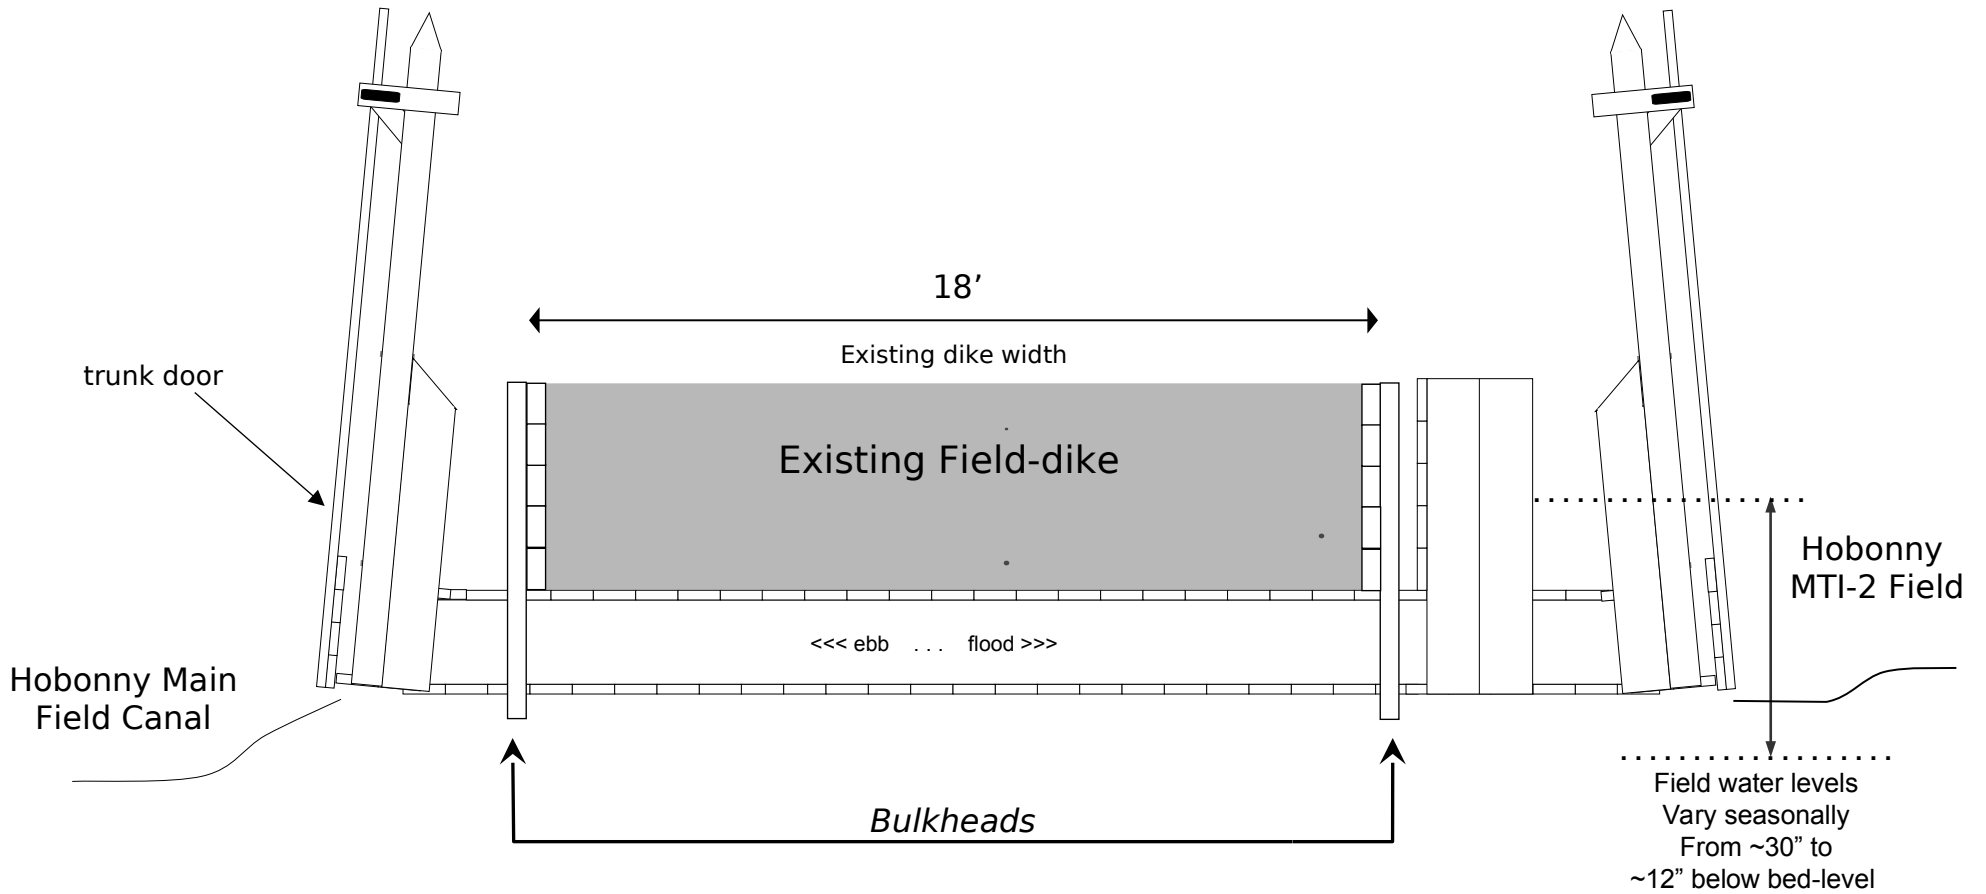 18’
Existing dike width
trunk door
Existing Field-dike
Hobonny
MTI-2 Field
<<< ebb . . . flood >>>
Hobonny Main
Field Canal
Bulkheads
Field water levels
Vary seasonally
From ~30” to
~12” below bed-level